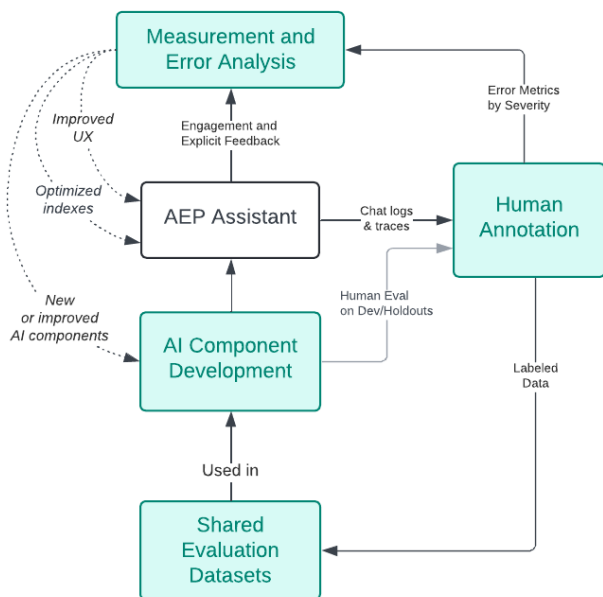 Measurement and
Error Analysis
Improved
UX
Engagement and
Explicit Feedback
Error Metrics
by Severity
Optimized
indexes
AEP Assistant
Chat logs
& traces
Human
Annotation
New
or improved
AI components
AI Component
Development
Human Eval
on Dev/Holdouts
Labeled
Data
Used in
Shared
Evaluation
Datasets